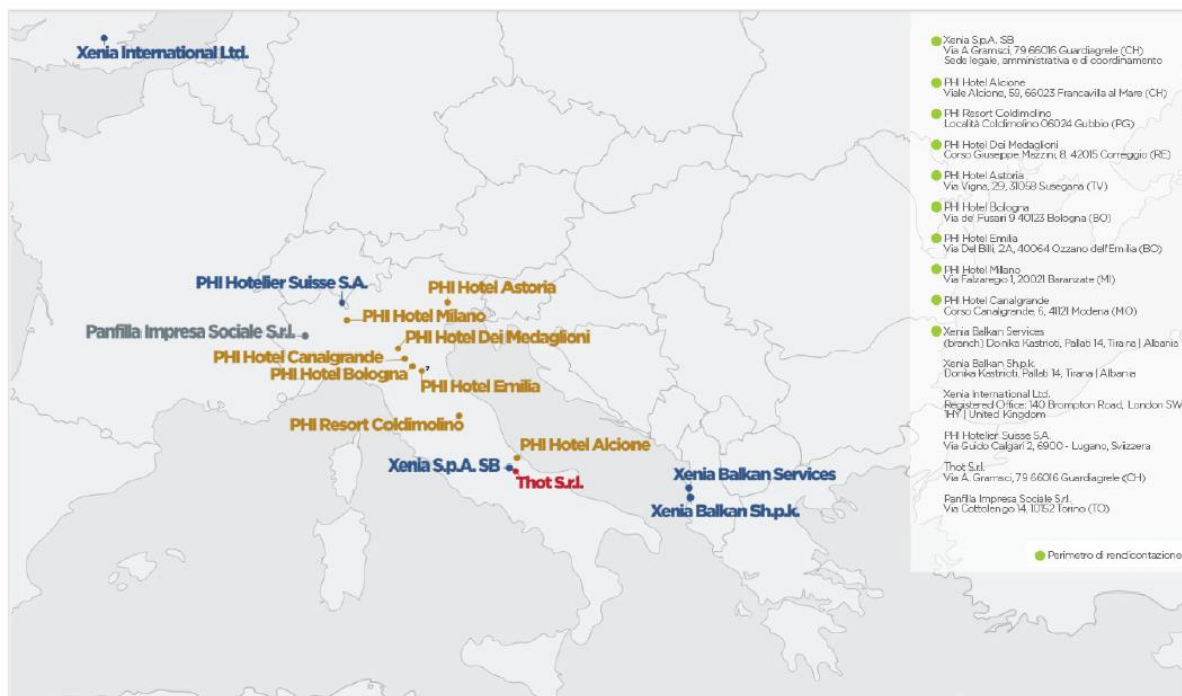 Xenia International Ltd.
PHI Hotelier Suisse S.A.
PHI Hotel Astoria
PHI Hotel Milano
Panfilla Impresa Sociale S.r.l.
PHI Hotel Dei Medaglioni
PHI Hotel Canalgrande
PHI Hotel Bologna
7
PHI Hotel Emilia
PHI Resort Coldimolino
PHI Hotel Alcione
Xenia S.p.A. SB
Thot S.r.l.
Xenia Balkan Services
Xenia Balkan Sh.p.k.
Xenia S.p.A. SB
Via A. Gramsci, 79 66016 Guardiagrele (CH)
Sede legale, amministrativa e di coordinamento
PHI Hotel Alcione
Viale Alcione, 59, 66023 Francavilla al Mare (CH)
PHI Resort Coldimolino
Località Coldimolino 06024 Gubbio (PG)
PHI Hotel Dei Medaglioni
Corso Giuseppe Mazzini, 8, 42015 Correggio (RE)
PHI Hotel Astoria
Via Vigna, 29, 31058 Susegana (TV)
PHI Hotel Bologna
Via de' Fusari 9 40123 Bologna (BO)
PHI Hotel Emilia
Via Dei Billi, 2A, 40064 Ozzano dell'Emilia (BO)
PHI Hotel Milano
Via Falzarego 1, 20021 Baranzate (MI)
PHI Hotel Canalgrande
Corso Canalgrande, 6, 41121 Modena (MO)
Xenia Balkan Services
(branch) Donika Kastrioti, Pallati 14, Tirana | Albania
Xenia Balkan Sh.p.k.
Donika Kastrioti, Pallati 14, Tirana | Albania
Xenia International Ltd.
Registered Office: 140 Brompton Road, London SW
1HY | United Kingdom
PHI Hotelier Suisse S.A.
Via Guido Calgari 2, 6900 - Lugano, Svizzera
Thot S.r.l.
Via A. Gramsci, 79 66016 Guardiagrele (CH)
Panfilla Impresa Sociale S.r.l.
Via Cottolengo 14, 10152 Torino (TO)
Perimetro di rendicontazione